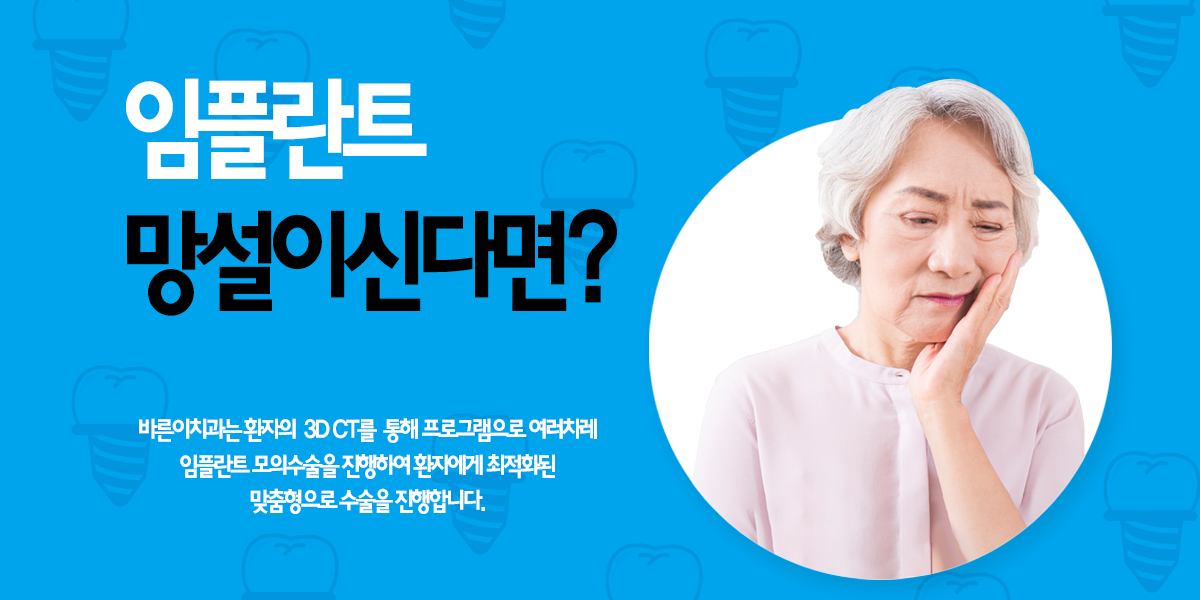 임플란트
망설이신다면?
바른이치과는 환자의 3D CT를 통해 프로그램으로 여러차례
임플란트 모의수술을 진행하여 환자에게 최적화된
맞춤형으로 수술을 진행합니다.